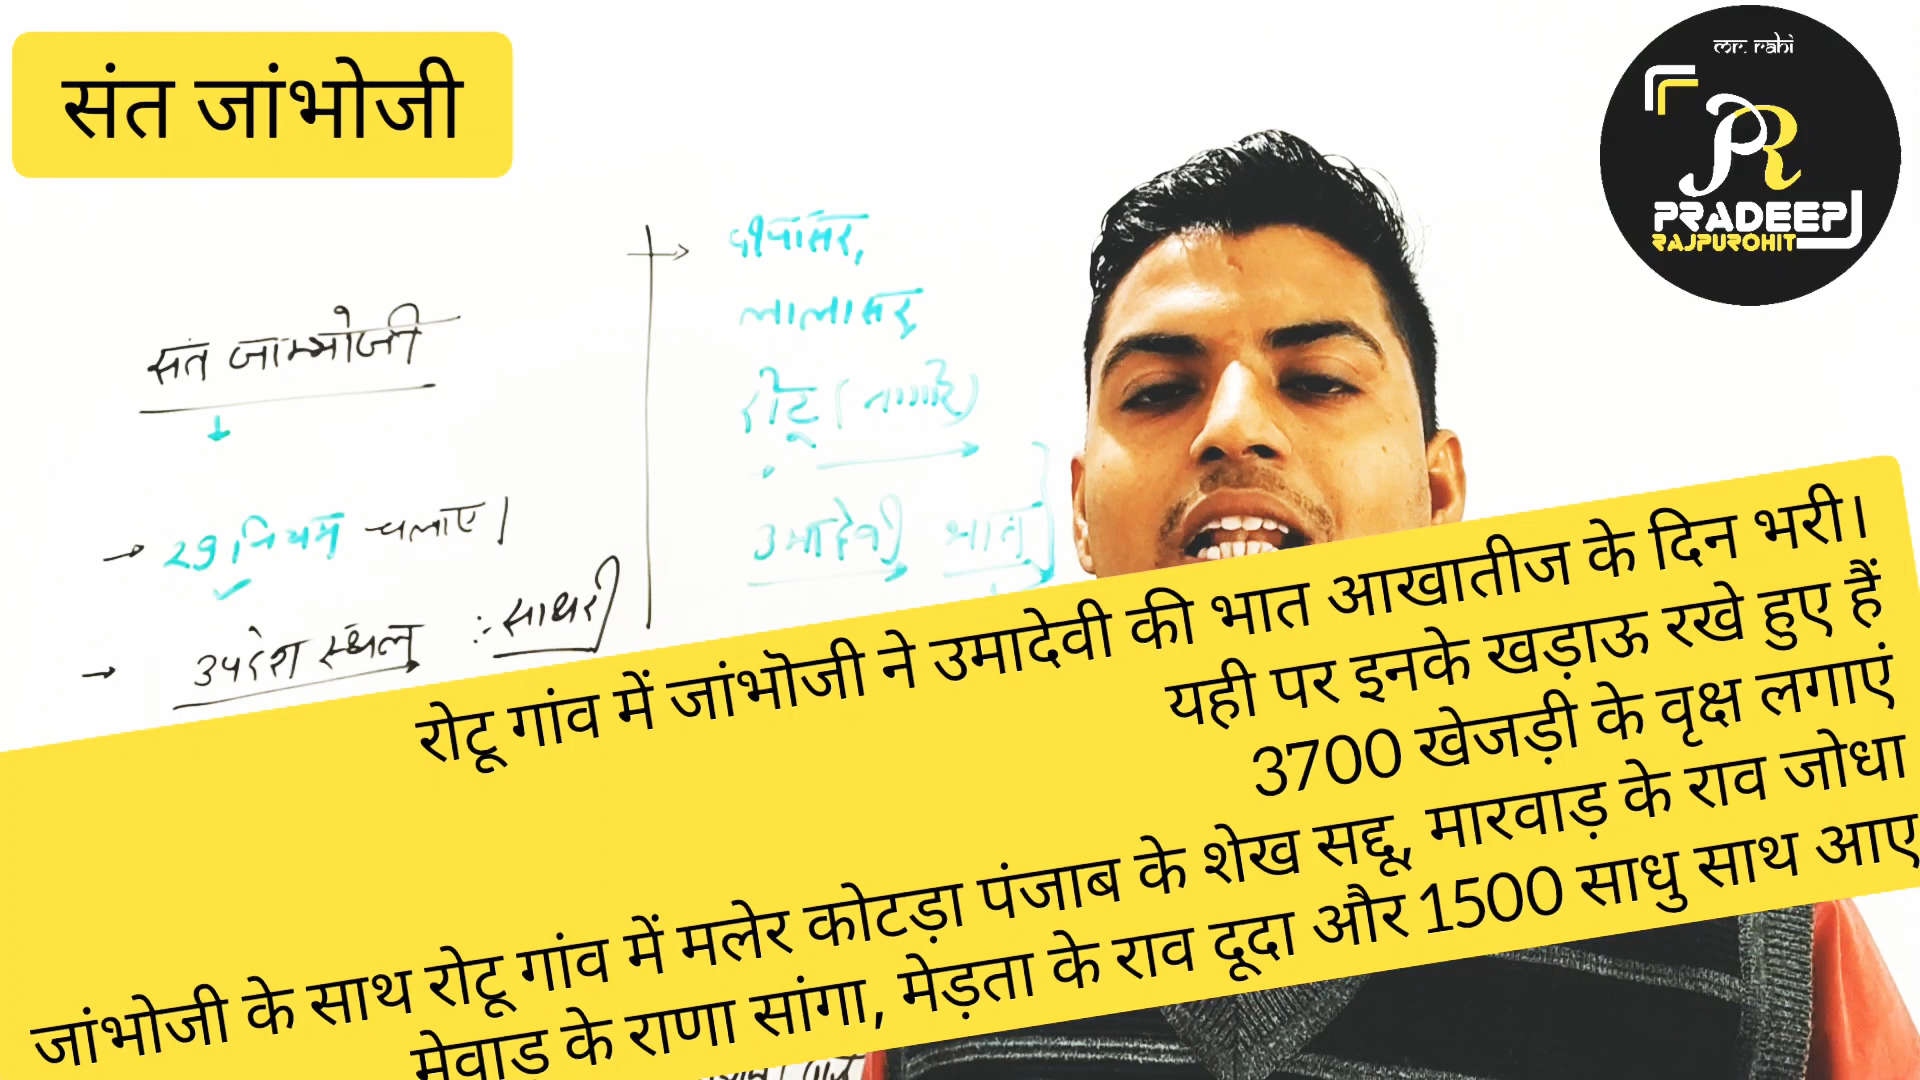 संत जांभोजी
mr. rahi
PR
PRADEEP
RAJPUROHIT
संत जाम्भोजी
→ 29 नियम चलाए।
→ उपदेश स्थल :- साथरी
→ पीपासर,
लालासर,
रोटू (नागौर)
उमादेवी भात
रोटू गांव में जांभोजी ने उमादेवी की भात आखातीज के दिन भरी।
यही पर इनके खड़ाऊ रखे हुए हैं
3700 खेजड़ी के वृक्ष लगाएं
जांभोजी के साथ रोटू गांव में मलेर कोटड़ा पंजाब के शेख सद्दू, मारवाड़ के राव जोधा
मेवाड़ के राणा सांगा, मेड़ता के राव दूदा और 1500 साधु साथ आए